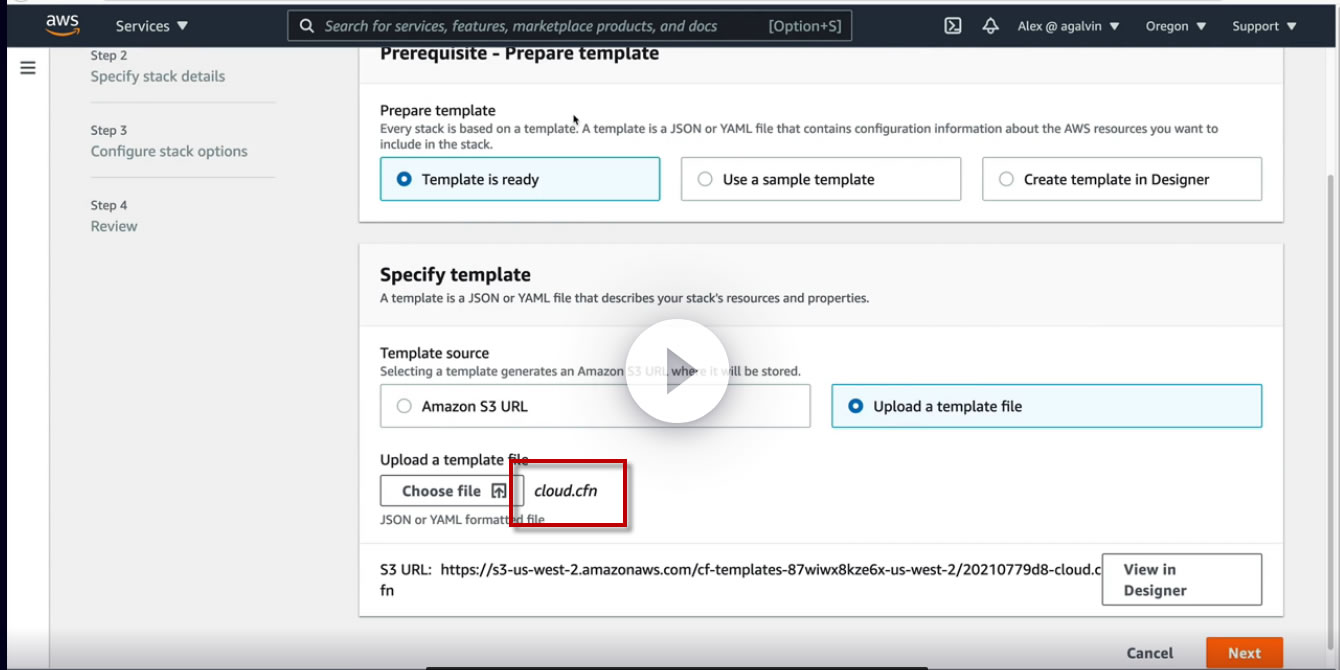 aws
Services
Search for services, features, marketplace products, and docs
[Option+S]
Alex @ agalvin
Oregon
Support
Step 2
Specify stack details
Step 3
Configure stack options
Step 4
Review
Prerequisite - Prepare template
Prepare template
Every stack is based on a template. A template is a JSON or YAML file that contains configuration information about the AWS resources you want to
include in the stack.
Template is ready
Use a sample template
Create template in Designer
Specify template
A template is a JSON or YAML file that describes your stack's resources and properties.
Template source
Selecting a template generates an Amazon S3 URL where it will be stored.
Amazon S3 URL
Upload a template file
Upload a template file
Choose file
cloud.cfn
JSON or YAML formatted file
S3 URL: https://s3-us-west-2.amazonaws.com/cf-templates-87wiwx8kze6x-us-west-2/20210779d8-cloud.c
fn
View in
Designer
Cancel
Next